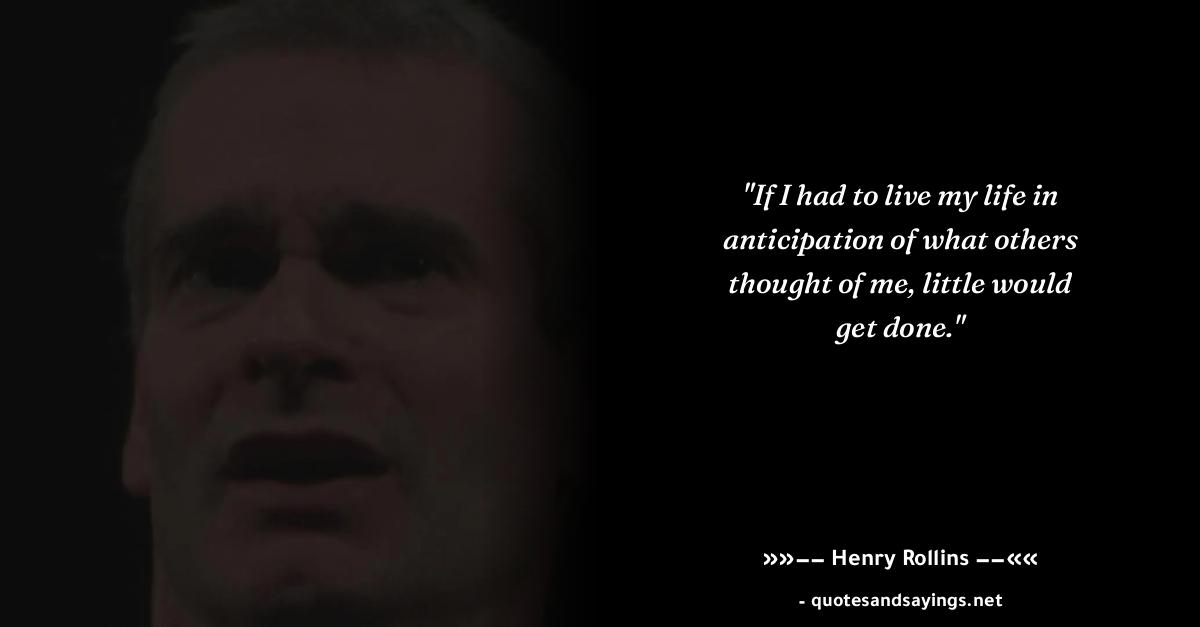 "If I had to live my life in
anticipation of what others
thought of me, little would
get done."
»»−− Henry Rollins −−««
- quotesandsayings.net